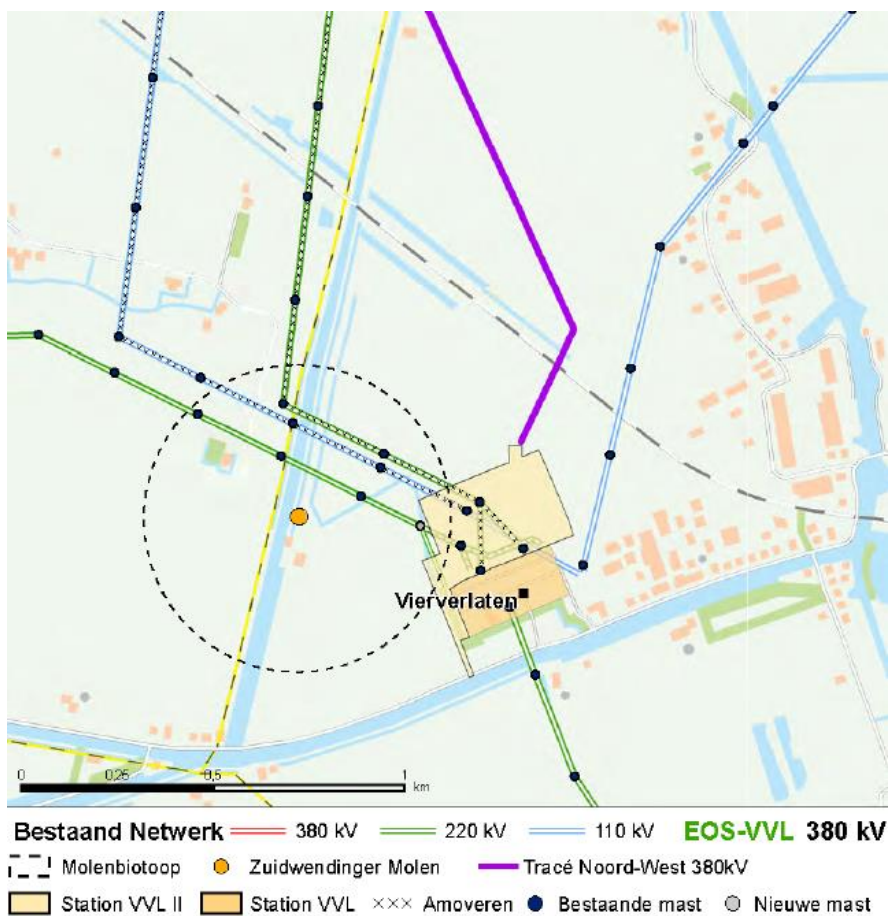 Vierverlaten
0 0,25 0,5 1
km
Bestaand Netwerk 380 kV 220 kV 110 kV EOS-VVL 380 kV
Molenbiotoop Zuidwendinger Molen Tracé Noord-West 380kV
Station VVL II Station VVL Amoveren Bestaande mast Nieuwe mast